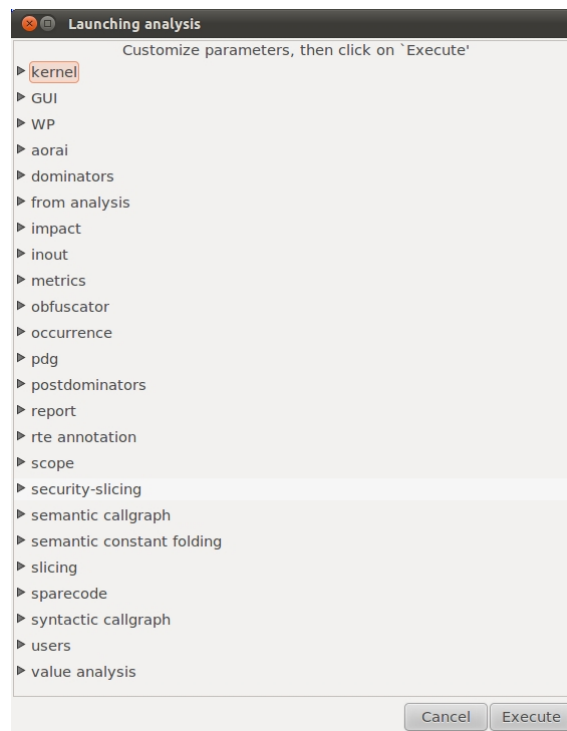 Launching analysis
Customize parameters, then click on `Execute'
kernel
GUI
WP
aorai
dominators
from analysis
impact
inout
metrics
obfuscator
occurrence
pdg
postdominators
report
rte annotation
scope
security-slicing
semantic callgraph
semantic constant folding
slicing
sparecode
syntactic callgraph
users
value analysis
Cancel Execute